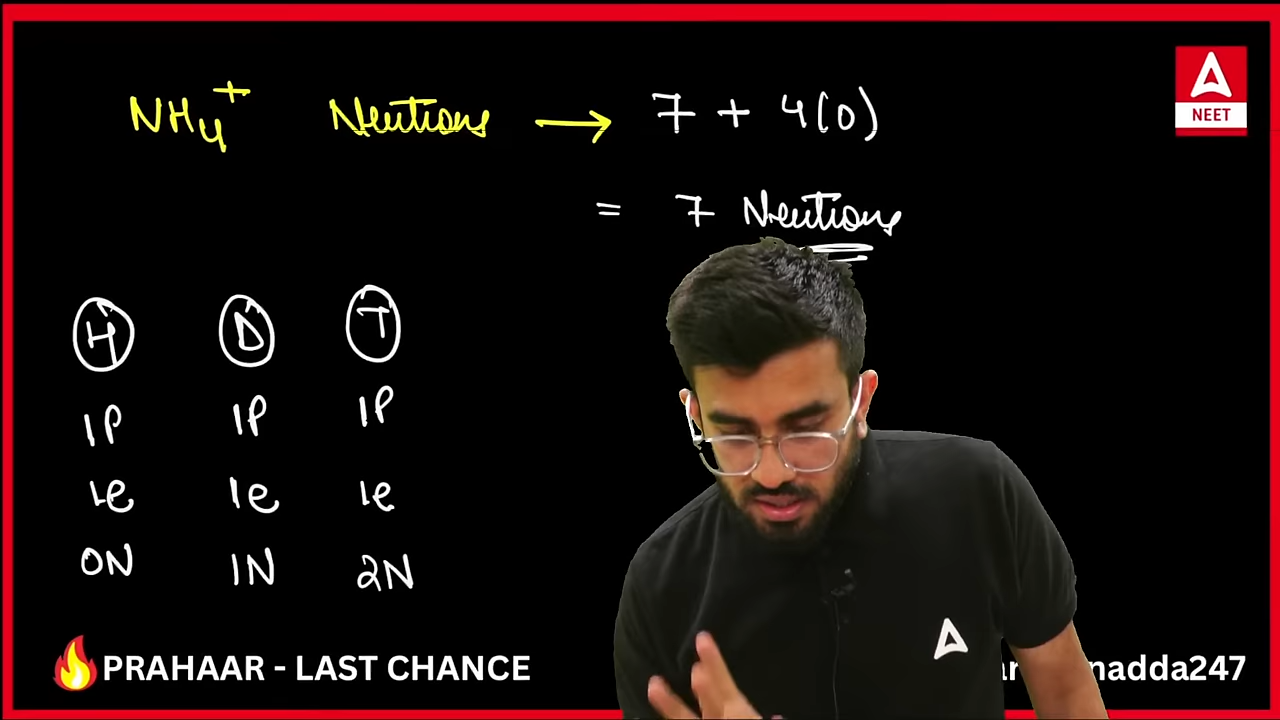 NH4+ Neutrons → 7 + 4(0)
NEET
= 7 Neutrons
H D T
1P 1P 1P
1e 1e 1e
0N 1N 2N
PRAHAAR - LAST CHANCE
nadda247